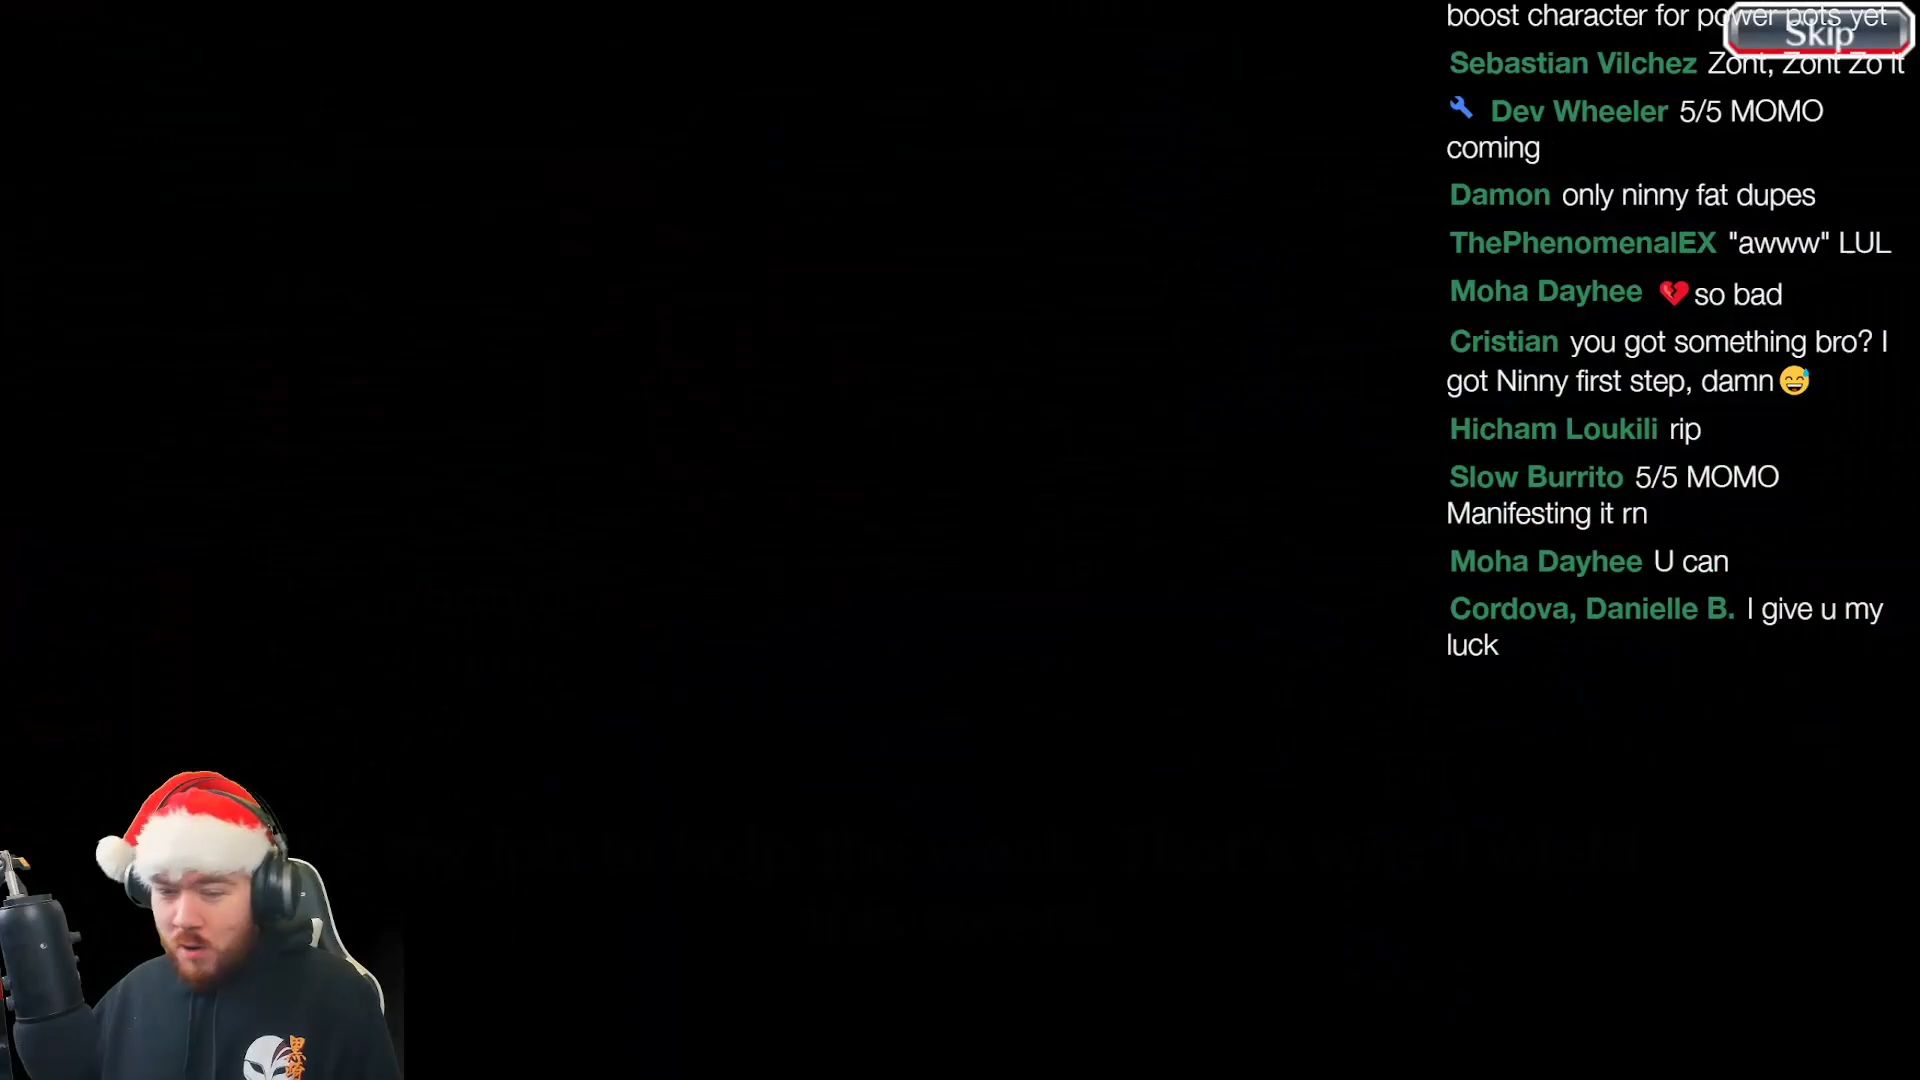 boost character for power pots yet
Skip
Sebastian Vilchez Zont, Zont Zo It
Dev Wheeler 5/5 MOMO
coming
Damon only ninny fat dupes
ThePhenomenalEX "awww" LUL
Moha Dayhee 💔 so bad
Cristian you got something bro? I
got Ninny first step, damn 😅
Hicham Loukili rip
Slow Burrito 5/5 MOMO
Manifesting it rn
Moha Dayhee U can
Cordova, Danielle B. I give u my
luck
黒崎